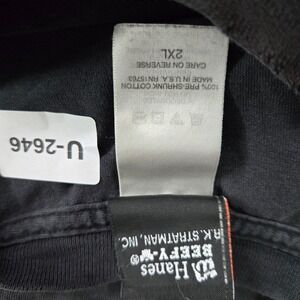 2XL
CARE ON REVERSE
MADE IN U.S.A. RN15763
100% PRE-SHRUNK COTTON
U-2646
R.K. STRATMAN, INC.
Hanes
BEEFY-T®